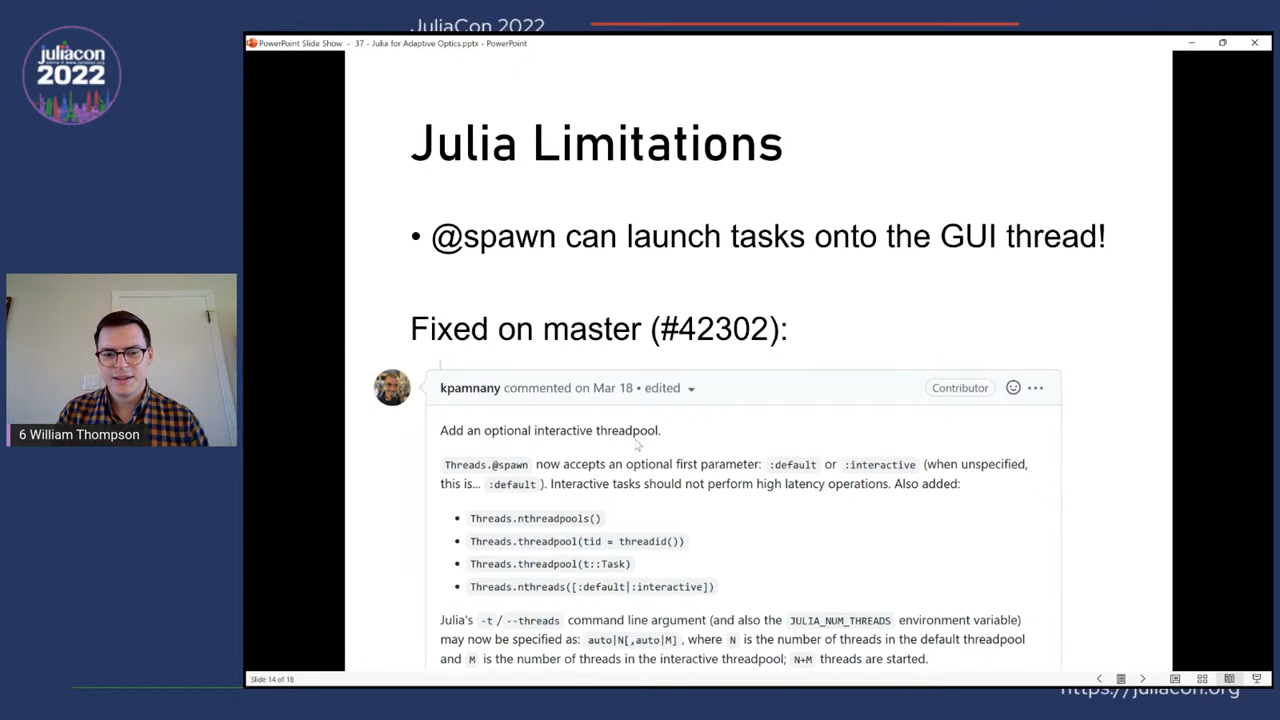 JuliaCon 2022
juliacon
2022
PowerPoint Slide Show - 37 - Julia for Adaptive Optics.pptx - PowerPoint
Julia Limitations
• @spawn can launch tasks onto the GUI thread!
Fixed on master (#42302):
kpamnany commented on Mar 18 • edited
Contributor
Add an optional interactive threadpool.
Threads.@spawn now accepts an optional first parameter: :default or :interactive (when unspecified,
this is... :default ). Interactive tasks should not perform high latency operations. Also added:
• Threads.nthreadpools()
• Threads.threadpool(tid = threadid())
• Threads.threadpool(t::Task)
• Threads.nthreads([:default|:interactive])
Julia's -t / --threads command line argument (and also the JULIA_NUM_THREADS environment variable)
may now be specified as: auto|N[,auto|M], where N is the number of threads in the default threadpool
and M is the number of threads in the interactive threadpool; N+M threads are started.
6 William Thompson
Slide 14 of 18
https://juliacon.org